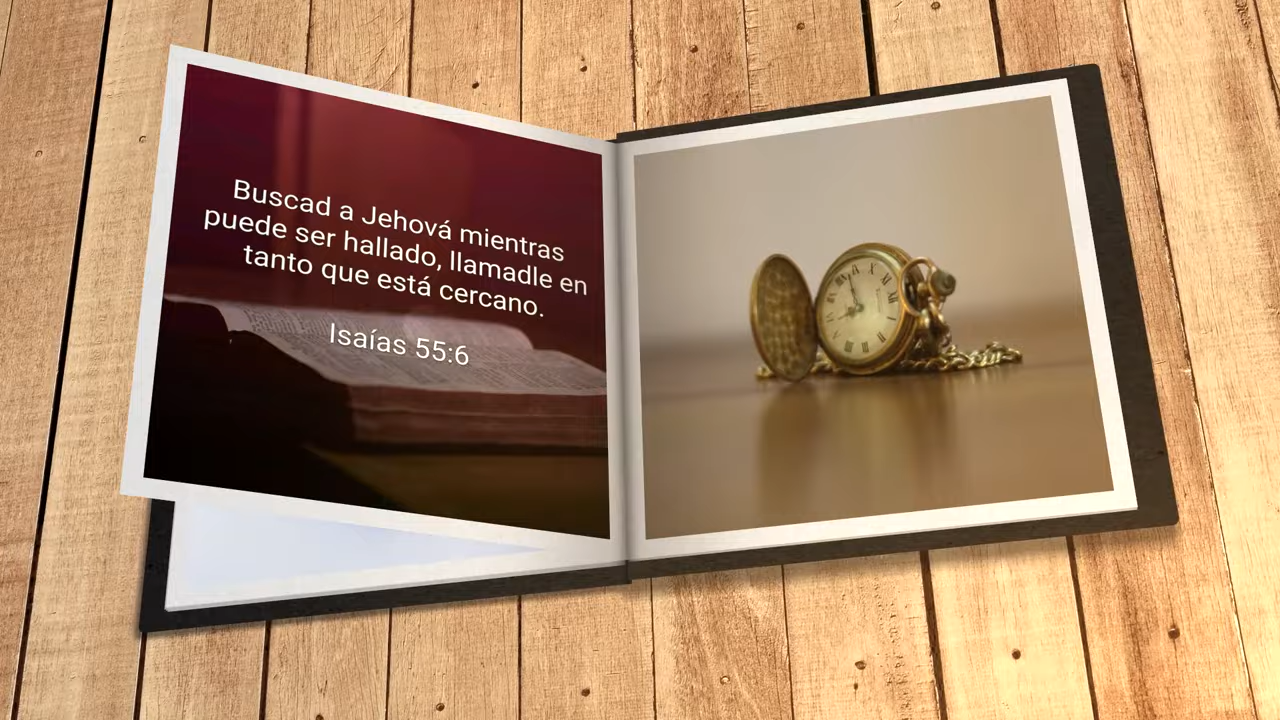 Buscad a Jehová mientras
puede ser hallado, llamadle en
tanto que está cercano.
Isaías 55:6